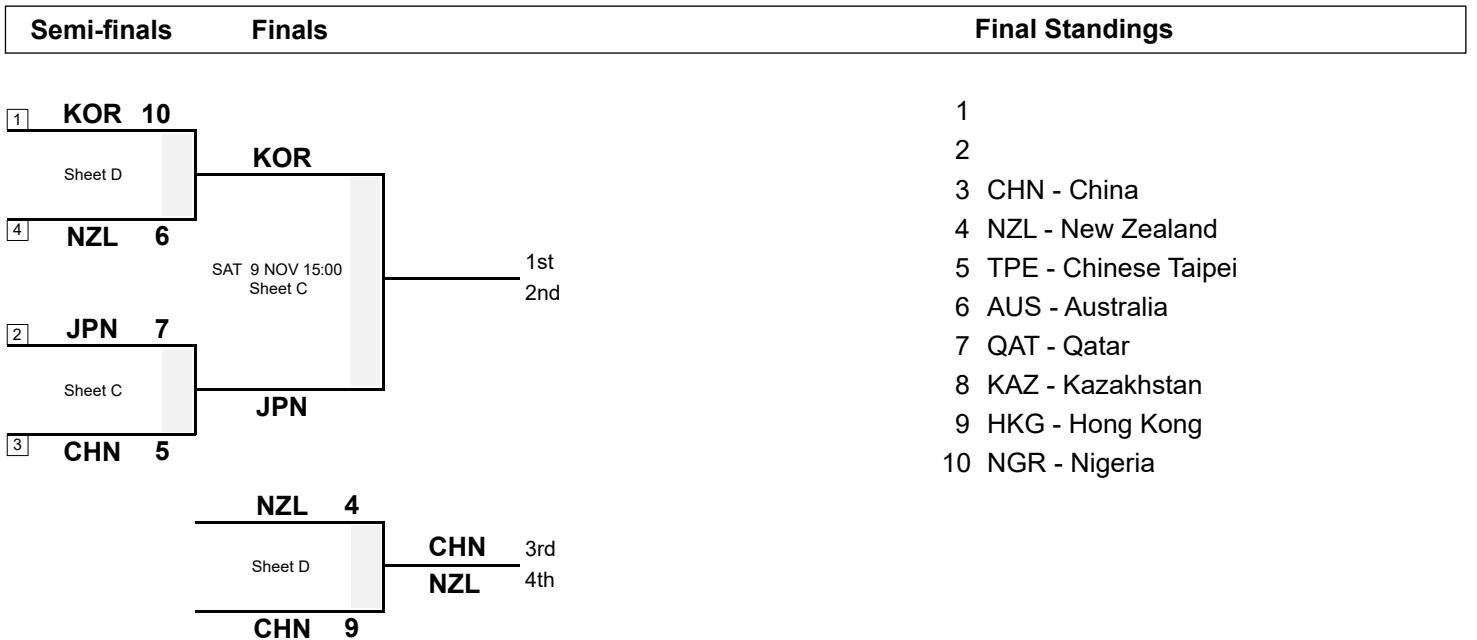 Semi-finals Finals Final Standings
1 KOR 10
Sheet D
4 NZL 6
KOR
SAT 9 NOV 15:00
Sheet C
1st
2nd
2 JPN 7
Sheet C
3 CHN 5
JPN
NZL 4
Sheet D
CHN 9
CHN 3rd
NZL 4th
1
2
3 CHN - China
4 NZL - New Zealand
5 TPE - Chinese Taipei
6 AUS - Australia
7 QAT - Qatar
8 KAZ - Kazakhstan
9 HKG - Hong Kong
10 NGR - Nigeria